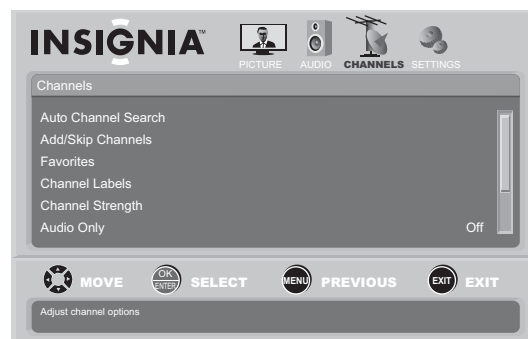 INSIGNIA™
PICTURE AUDIO CHANNELS SETTINGS
Channels
Auto Channel Search
Add/Skip Channels
Favorites
Channel Labels
Channel Strength
Audio Only Off
MOVE OK ENTER SELECT MENU PREVIOUS EXIT EXIT
Adjust channel options